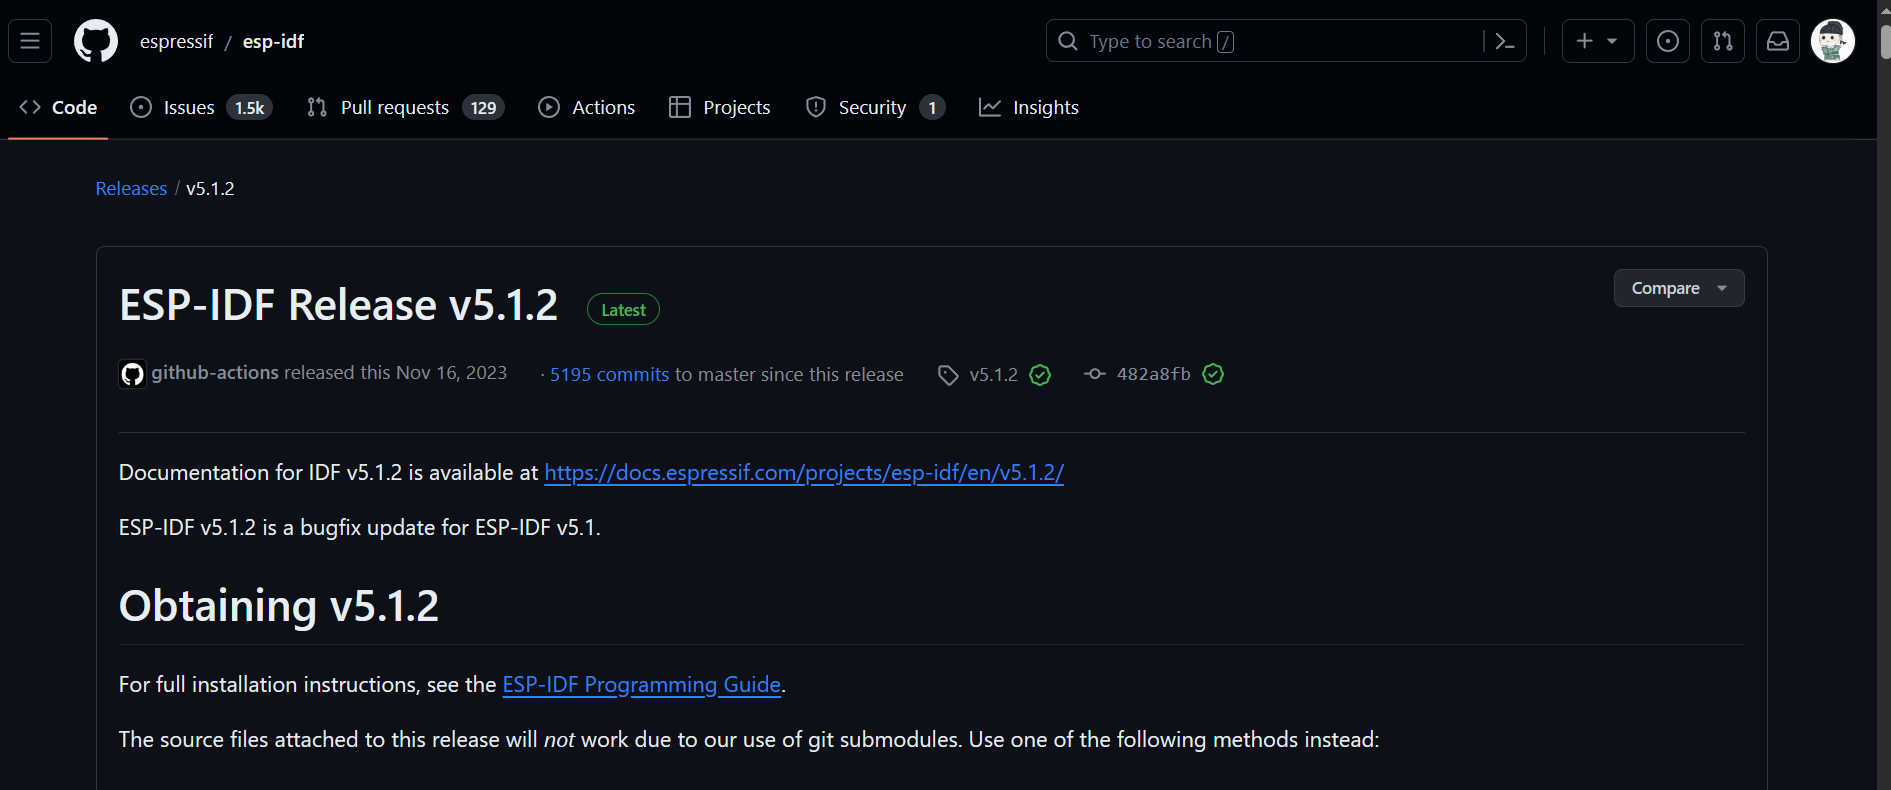 espressif / esp-idf
Type to search /
Code
Issues 1.5k
Pull requests 129
Actions
Projects
Security 1
Insights
Releases / v5.1.2
ESP-IDF Release v5.1.2 Latest
Compare
github-actions released this Nov 16, 2023 · 5195 commits to master since this release v5.1.2 482a8fb
Documentation for IDF v5.1.2 is available at https://docs.espressif.com/projects/esp-idf/en/v5.1.2/
ESP-IDF v5.1.2 is a bugfix update for ESP-IDF v5.1.
Obtaining v5.1.2
For full installation instructions, see the ESP-IDF Programming Guide.
The source files attached to this release will not work due to our use of git submodules. Use one of the following methods instead: